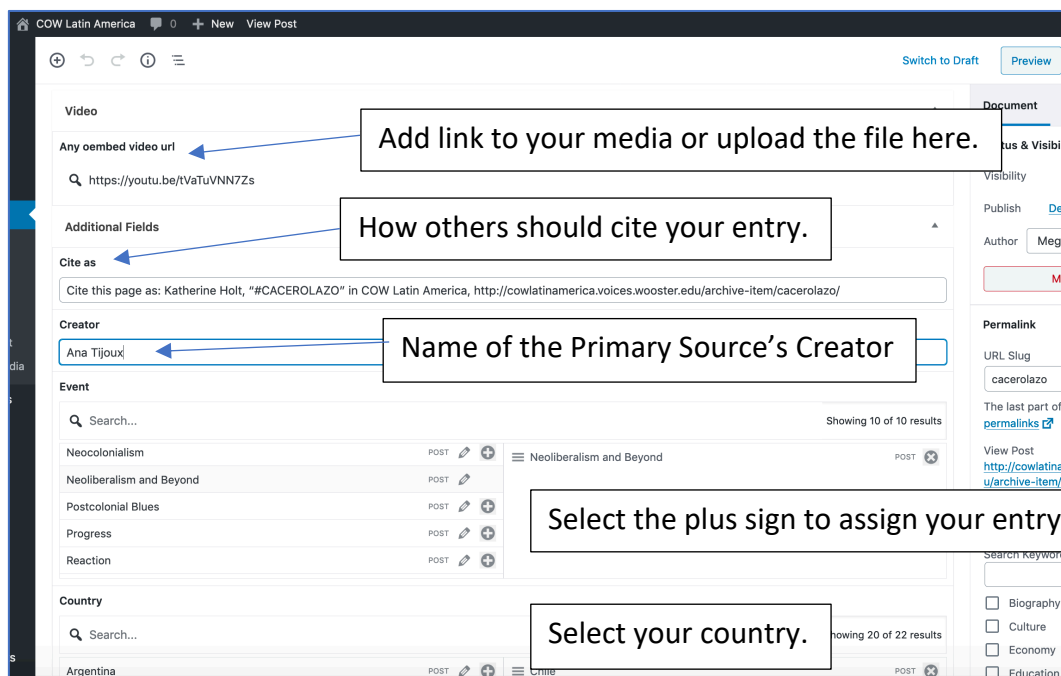 COW Latin America 0 + New View Post
Switch to Draft Preview
Video
Add link to your media or upload the file here.
Document
Any oembed video url
https://youtu.be/tVaTuVNN7Zs
Visibility
How others should cite your entry.
Publish
Additional Fields
Author
Cite as
Cite this page as: Katherine Holt, “#CACEROLAZO” in COW Latin America, http://cowlatinamerica.voices.wooster.edu/archive-item/cacerolazo/
Creator
Permalink
Ana Tijoux
Name of the Primary Source’s Creator
URL Slug
cacerolazo
Event
The last part of
Search...
Showing 10 of 10 results
permalinks
Neocolonialism POST
Neoliberalism and Beyond POST
View Post
Neoliberalism and Beyond POST
Postcolonial Blues POST
Select the plus sign to assign your entry
Progress POST
Reaction POST
Country
Biography
Search...
Select your country.
Culture
Economy
Argentina POST
Chile POST
Education